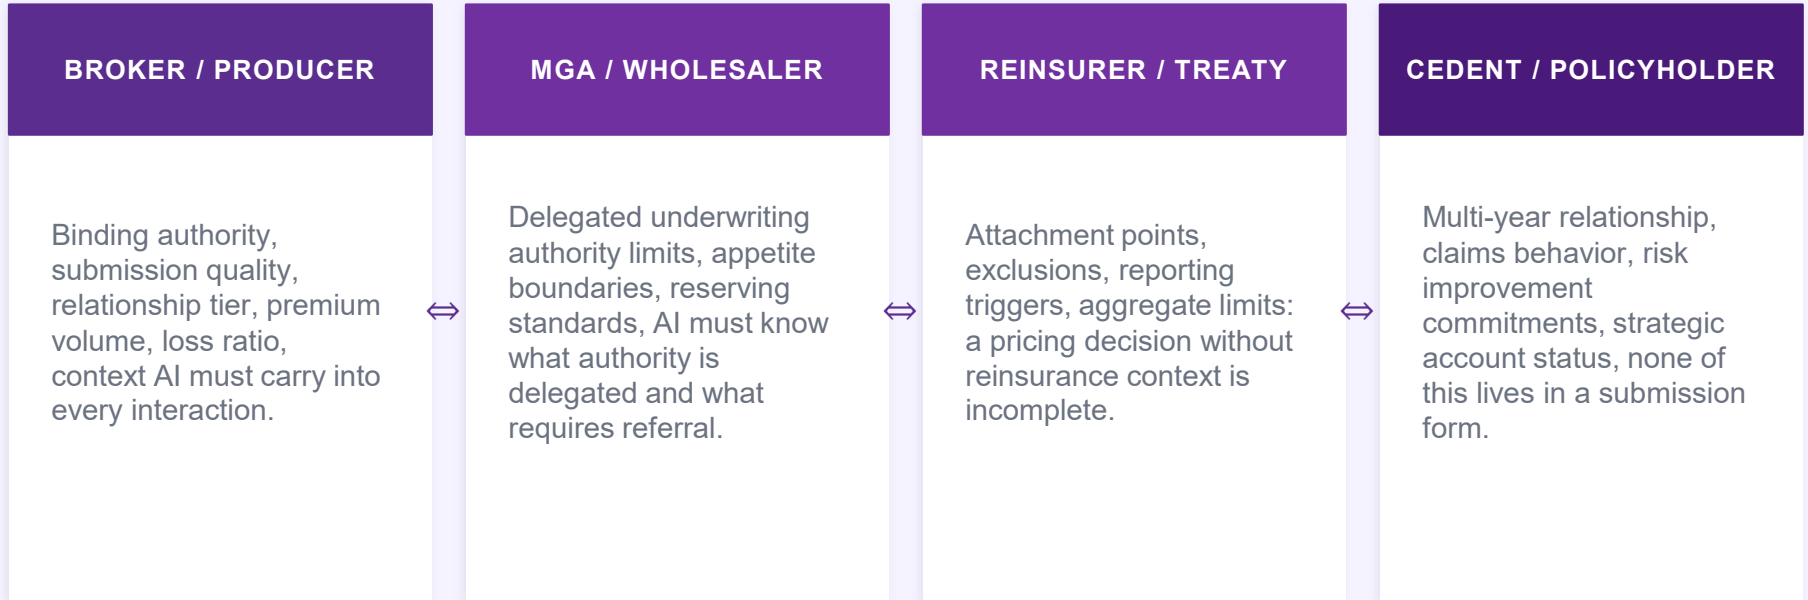 BROKER / PRODUCER
Binding authority,
submission quality,
relationship tier, premium
volume, loss ratio,
context AI must carry into
every interaction.
⇔
MGA / WHOLESALER
Delegated underwriting
authority limits, appetite
boundaries, reserving
standards, AI must know
what authority is
delegated and what
requires referral.
⇔
REINSURER / TREATY
Attachment points,
exclusions, reporting
triggers, aggregate limits:
a pricing decision without
reinsurance context is
incomplete.
⇔
CEDENT / POLICYHOLDER
Multi-year relationship,
claims behavior, risk
improvement
commitments, strategic
account status, none of
this lives in a submission
form.